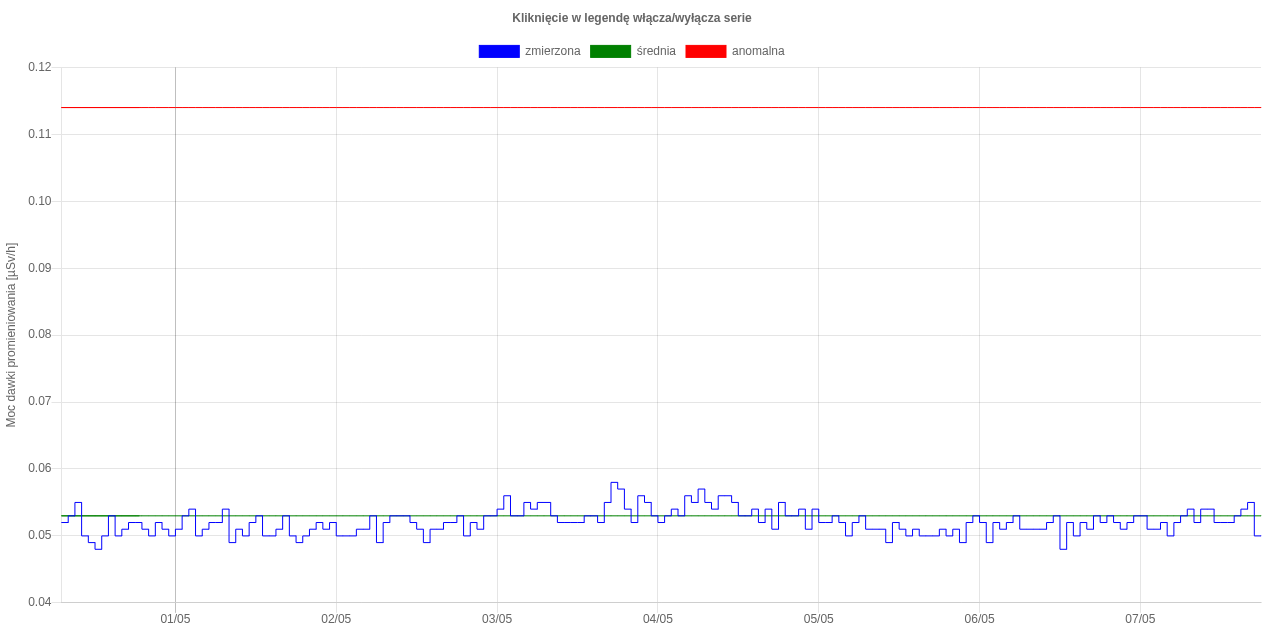 Kliknięcie w legendę włącza/wyłącza serie
zmierzona średnia anomalna
Moc dawki promieniowania [µSv/h]
0.12
0.11
0.10
0.09
0.08
0.07
0.06
0.05
0.04
01/05 02/05 03/05 04/05 05/05 06/05 07/05